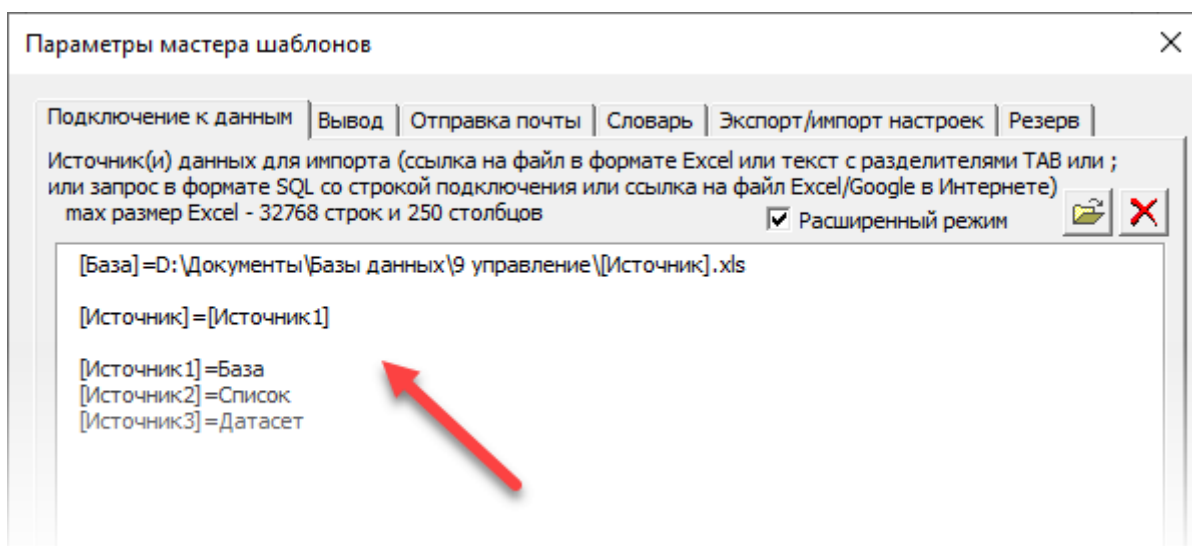 Параметры мастера шаблонов
Подключение к данным Вывод Отправка почты Словарь Экспорт/импорт настроек Резерв
Источник(и) данных для импорта (ссылка на файл в формате Excel или текст с разделителями TAB или ;
или запрос в формате SQL со строкой подключения или ссылка на файл Excel/Google в Интернете)
max размер Excel - 32768 строк и 250 столбцов
Расширенный режим
[База]=D:\Документы\Базы данных\9 управление\[Источник].xls
[Источник]=[Источник1]
[Источник1]=База
[Источник2]=Список
[Источник3]=Датасет